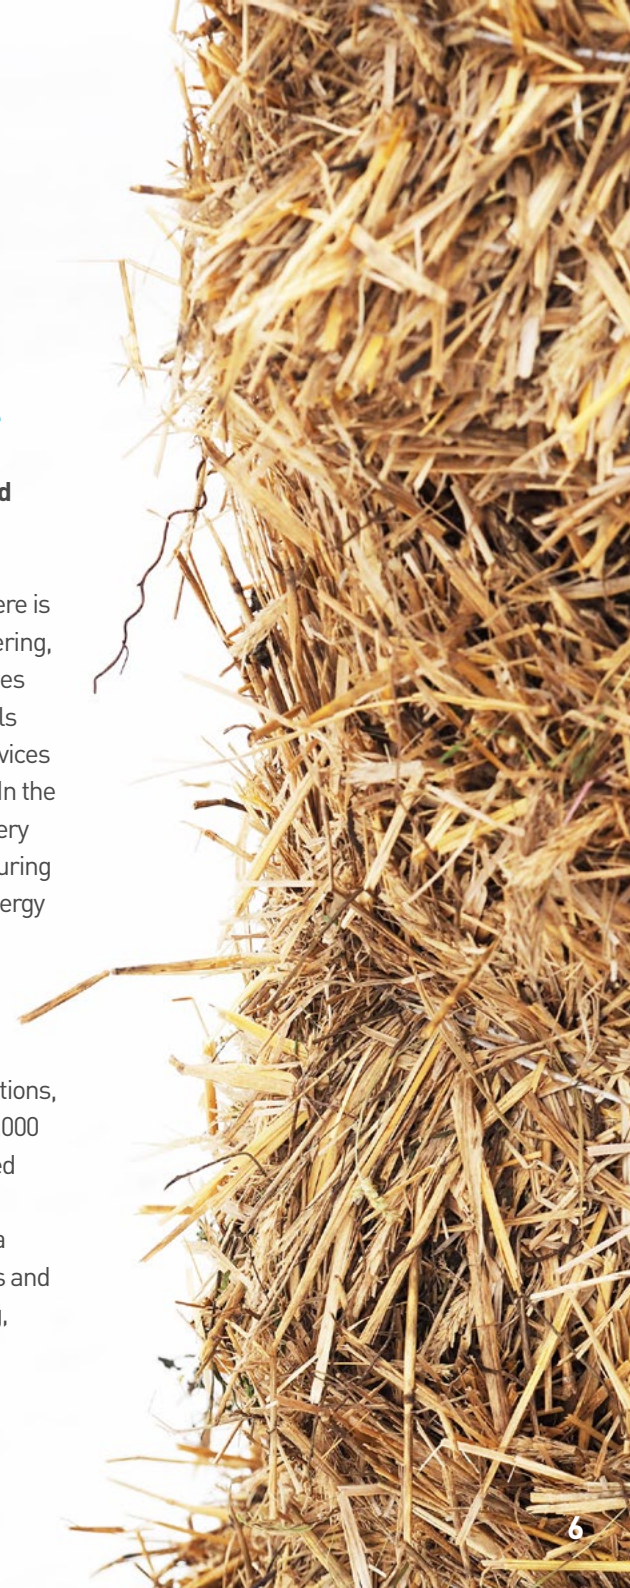 d
ere is
ering,
es
ls
vices
In the
ery
uring
ergy
tions,
000
ed
a
s and
,
6